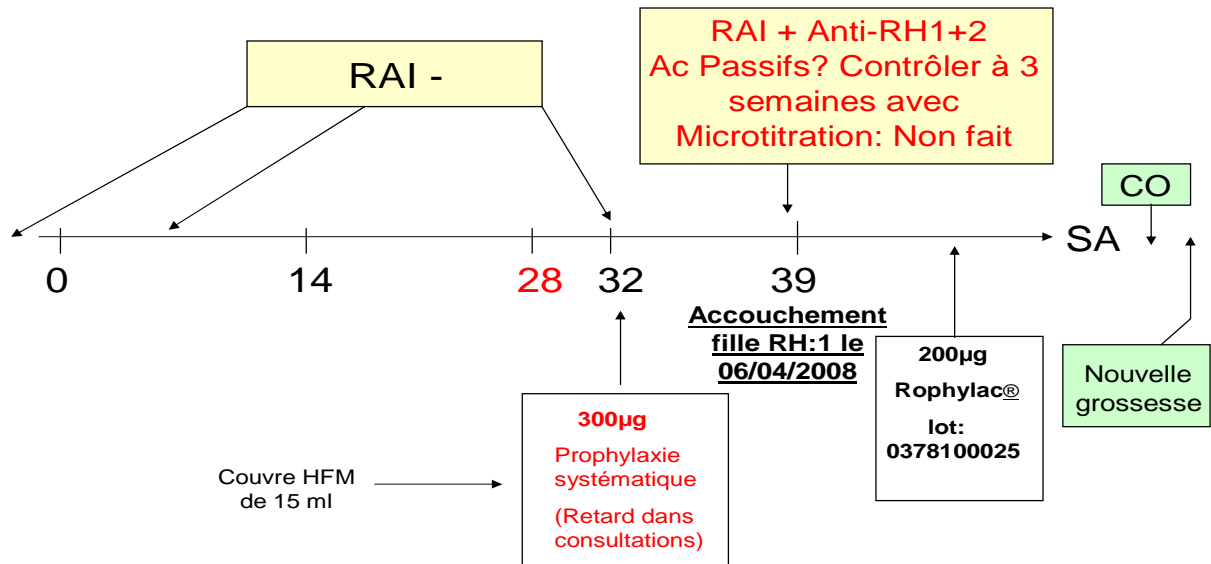 RAI -
RAI + Anti-RH1+2
Ac Passifs? Contrôler à 3
semaines avec
Microtitration: Non fait
CO
SA
0
14
28
32
39
Accouchement
fille RH:1 le
06/04/2008
200µg
Rophylac®
lot:
0378100025
Nouvelle
grossesse
300µg
Prophylaxie
systématique
(Retard dans
consultations)
Couvre HFM
de 15 ml